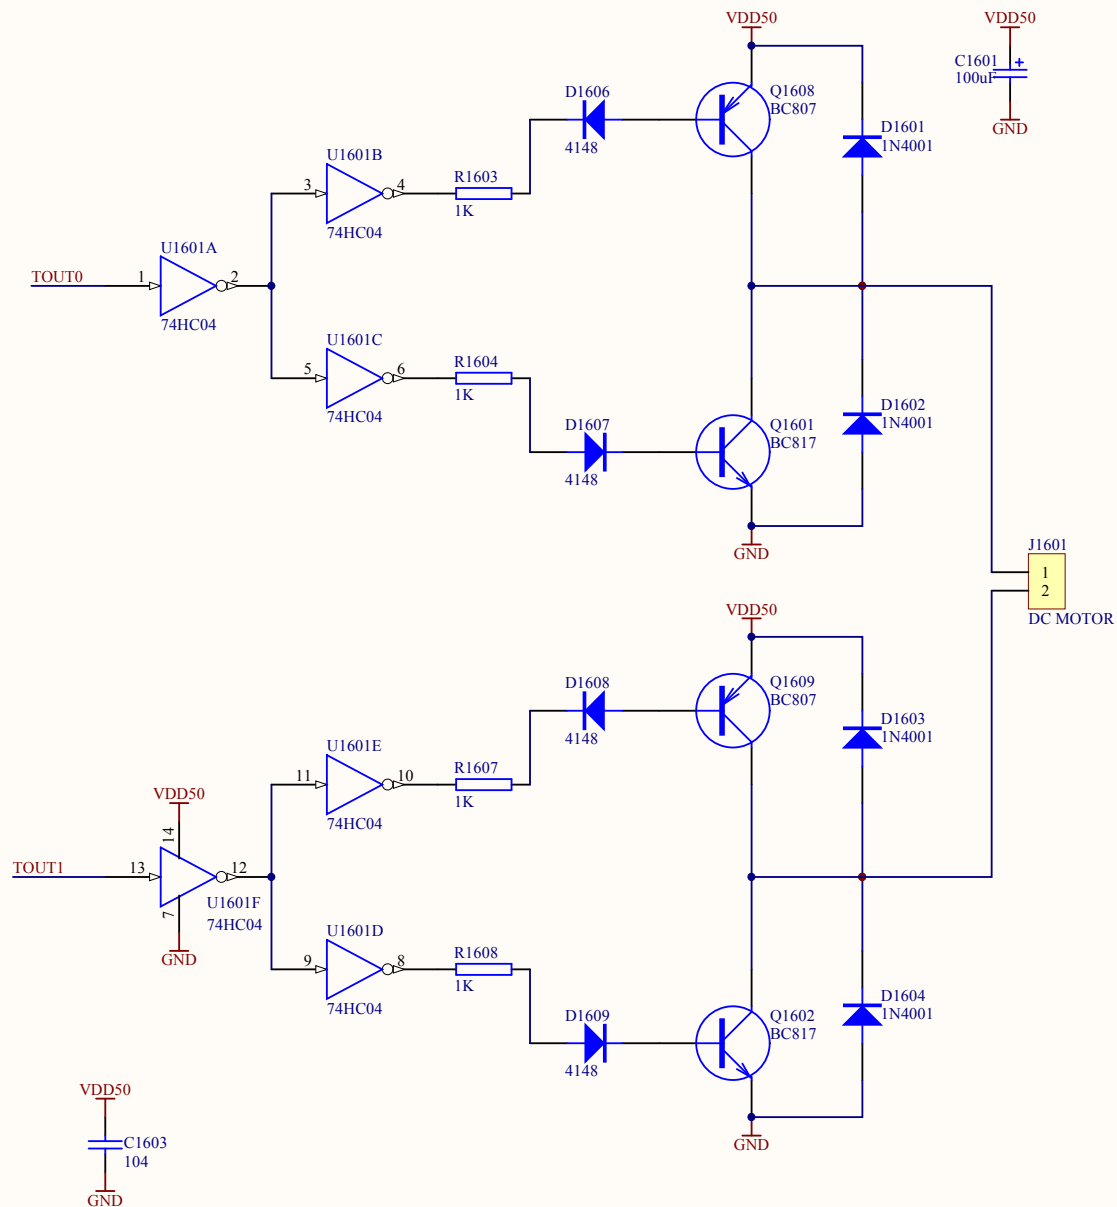 VDD50
VDD50
C1601
100uF
GND
D1606
4148
Q1608
BC807
D1601
1N4001
U1601B
3
4
74HC04
R1603
1K
U1601A
TOUT0
1
2
74HC04
U1601C
5
6
74HC04
R1604
1K
D1607
4148
Q1601
BC817
D1602
1N4001
GND
J1601
1
2
DC MOTOR
VDD50
D1608
4148
Q1609
BC807
D1603
1N4001
U1601E
11
10
74HC04
R1607
1K
VDD50
14
TOUT1
13
12
7
U1601F
74HC04
GND
U1601D
9
8
74HC04
R1608
1K
D1609
4148
Q1602
BC817
D1604
1N4001
GND
VDD50
C1603
104
GND